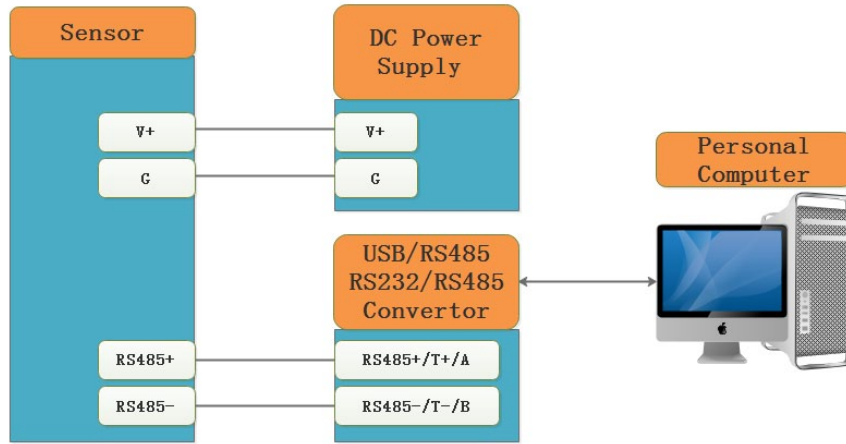 Sensor
V+
G
RS485+
RS485-
DC Power
Supply
V+
G
USB/RS485
RS232/RS485
Convertor
RS485+/T+/A
RS485-/T-/B
Personal
Computer